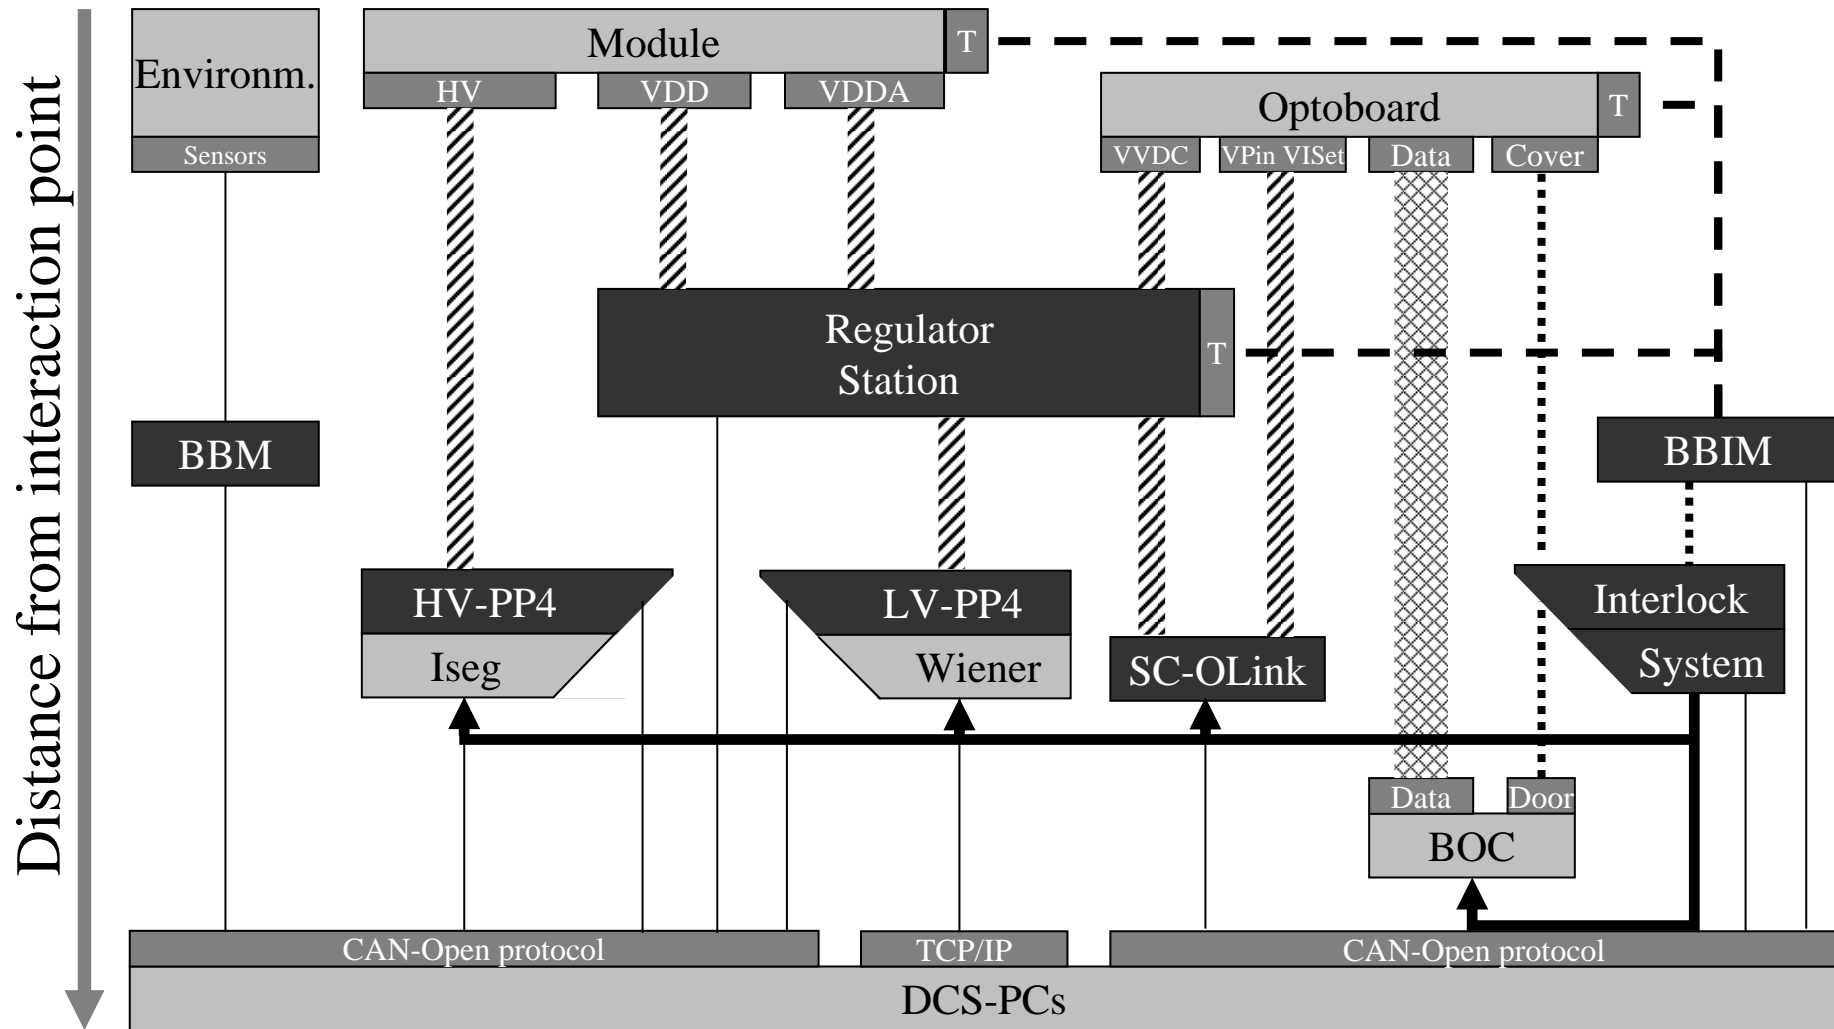 Distance from interaction point
Environm.
Sensors
Module
T
HV
VDD
VDDA
Optoboard
T
VVDC
VPin VISet
Data
Cover
Regulator
Station
T
BBM
BBIM
HV-PP4
Iseg
LV-PP4
Wiener
SC-OLink
Interlock
System
Data
Door
BOC
CAN-Open protocol
TCP/IP
CAN-Open protocol
DCS-PCs